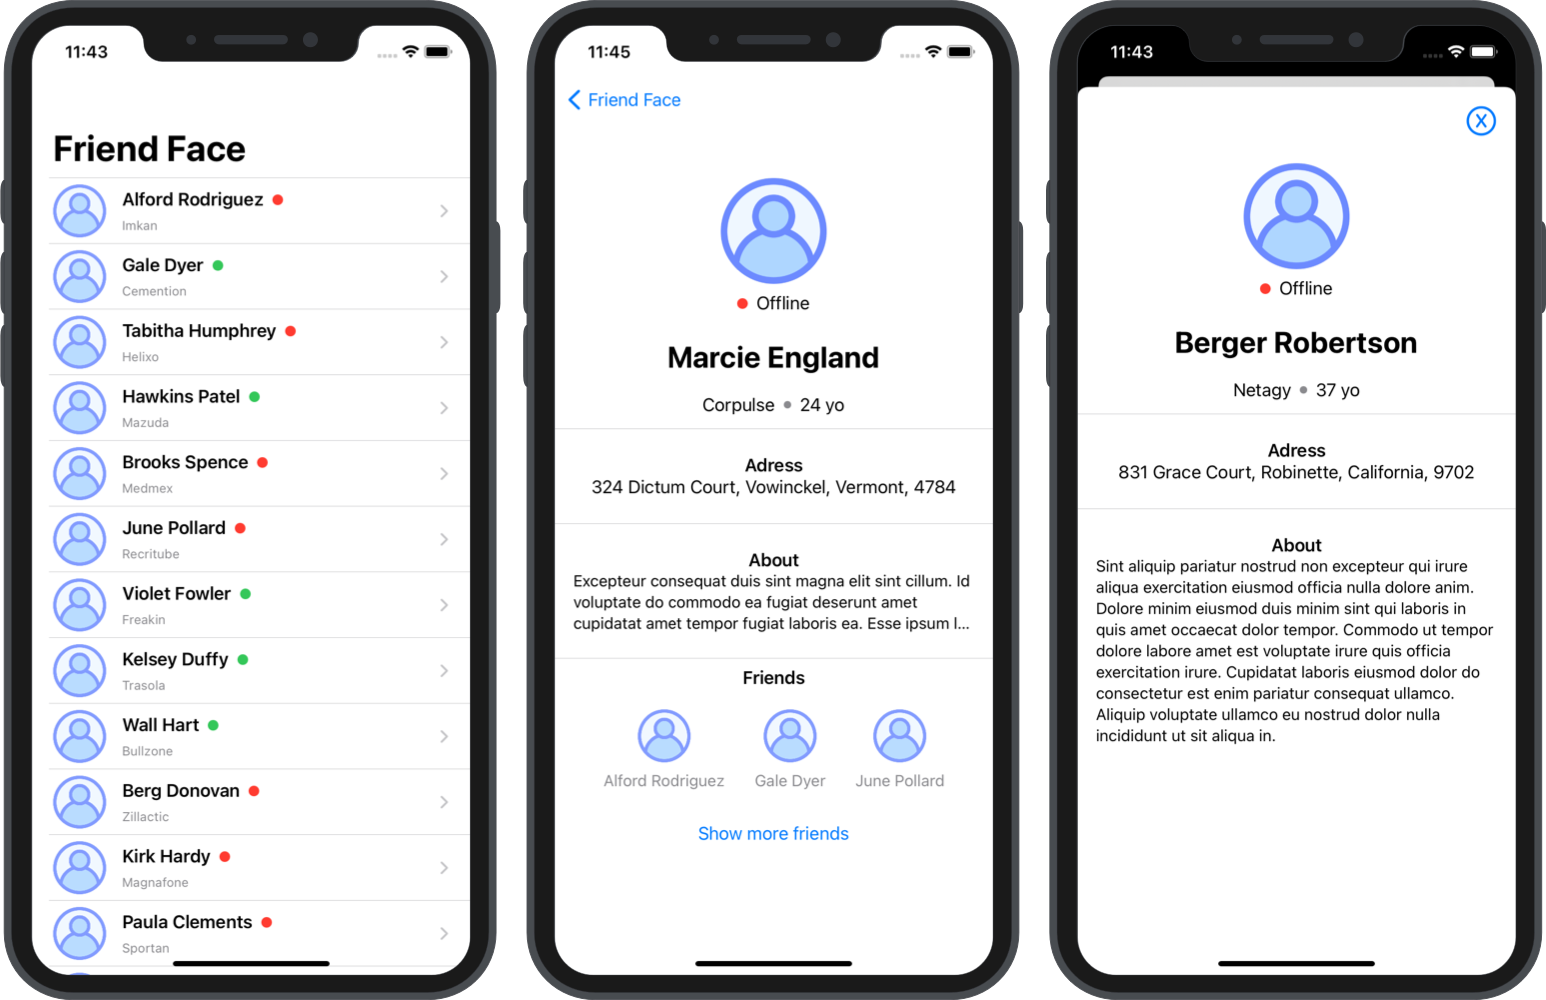 11:43
Friend Face
Alford Rodriguez
Imkan
Gale Dyer
Cemention
Tabitha Humphrey
Helixo
Hawkins Patel
Mazuda
Brooks Spence
Medmex
June Pollard
Recritube
Violet Fowler
Freakin
Kelsey Duffy
Trasola
Wall Hart
Bullzone
Berg Donovan
Zillactic
Kirk Hardy
Magnafone
Paula Clements
Sportan
11:45
Friend Face
Offline
Marcie England
Corpulse • 24 yo
Adress
324 Dictum Court, Vowinckel, Vermont, 4784
About
Excepteur consequat duis sint magna elit sint cillum. Id
voluptate do commodo ea fugiat deserunt amet
cupidatat amet tempor fugiat laboris ea. Esse ipsum l...
Friends
Alford Rodriguez Gale Dyer June Pollard
Show more friends
11:43
X
Offline
Berger Robertson
Netagy • 37 yo
Adress
831 Grace Court, Robinette, California, 9702
About
Sint aliquip pariatur nostrud non excepteur qui irure
aliqua exercitation eiusmod officia nulla dolore anim.
Dolore minim eiusmod duis minim sint qui laboris in
quis amet occaecat dolor tempor. Commodo ut tempor
dolore labore amet est voluptate irure quis officia
exercitation irure. Cupidatat laboris eiusmod dolor do
consectetur est enim pariatur consequat ullamco.
Aliquip voluptate ullamco eu nostrud dolor nulla
incididunt ut sit aliqua in.